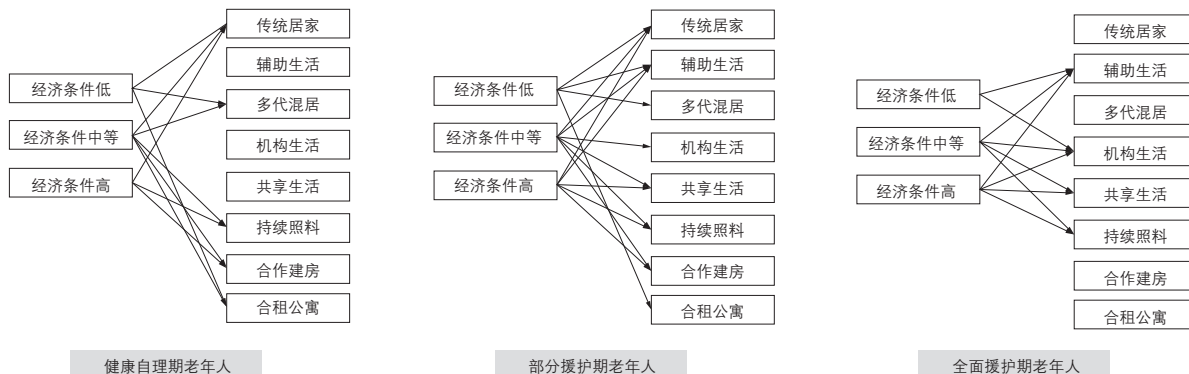 经济条件低
经济条件中等
经济条件高
传统居家
辅助生活
多代混居
机构生活
共享生活
持续照料
合作建房
合租公寓
健康自理期老年人
经济条件低
经济条件中等
经济条件高
传统居家
辅助生活
多代混居
机构生活
共享生活
持续照料
合作建房
合租公寓
部分援护期老年人
经济条件低
经济条件中等
经济条件高
传统居家
辅助生活
多代混居
机构生活
共享生活
持续照料
合作建房
合租公寓
全面援护期老年人